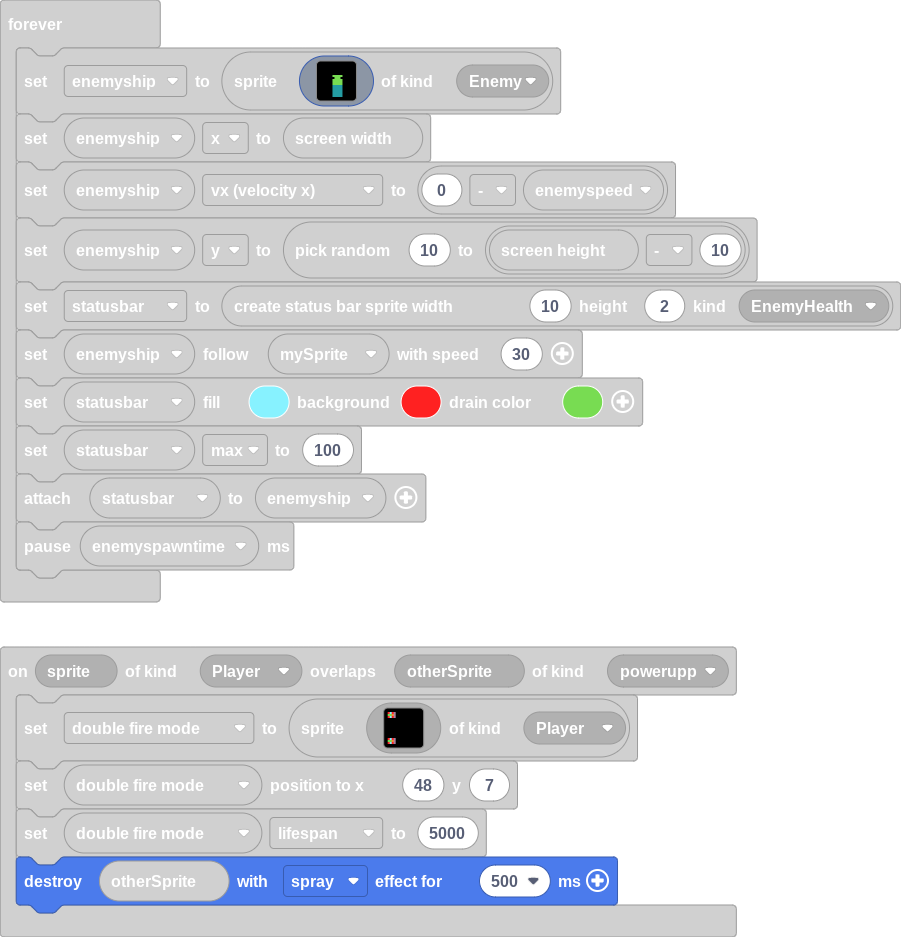 forever
set enemyship to sprite of kind Enemy
set enemyship x to screen width
set enemyship vx (velocity x) to 0 - enemyspeed
set enemyship y to pick random 10 to screen height - 10
set statusbar to create status bar sprite width 10 height 2 kind EnemyHealth
set enemyship follow mySprite with speed 30
set statusbar fill background drain color
set statusbar max to 100
attach statusbar to enemyship
pause enemyspawntime ms
on sprite of kind Player overlaps otherSprite of kind powerupp
set double fire mode to sprite of kind Player
set double fire mode position to x 48 y 7
set double fire mode lifespan to 5000
destroy otherSprite with spray effect for 500 ms